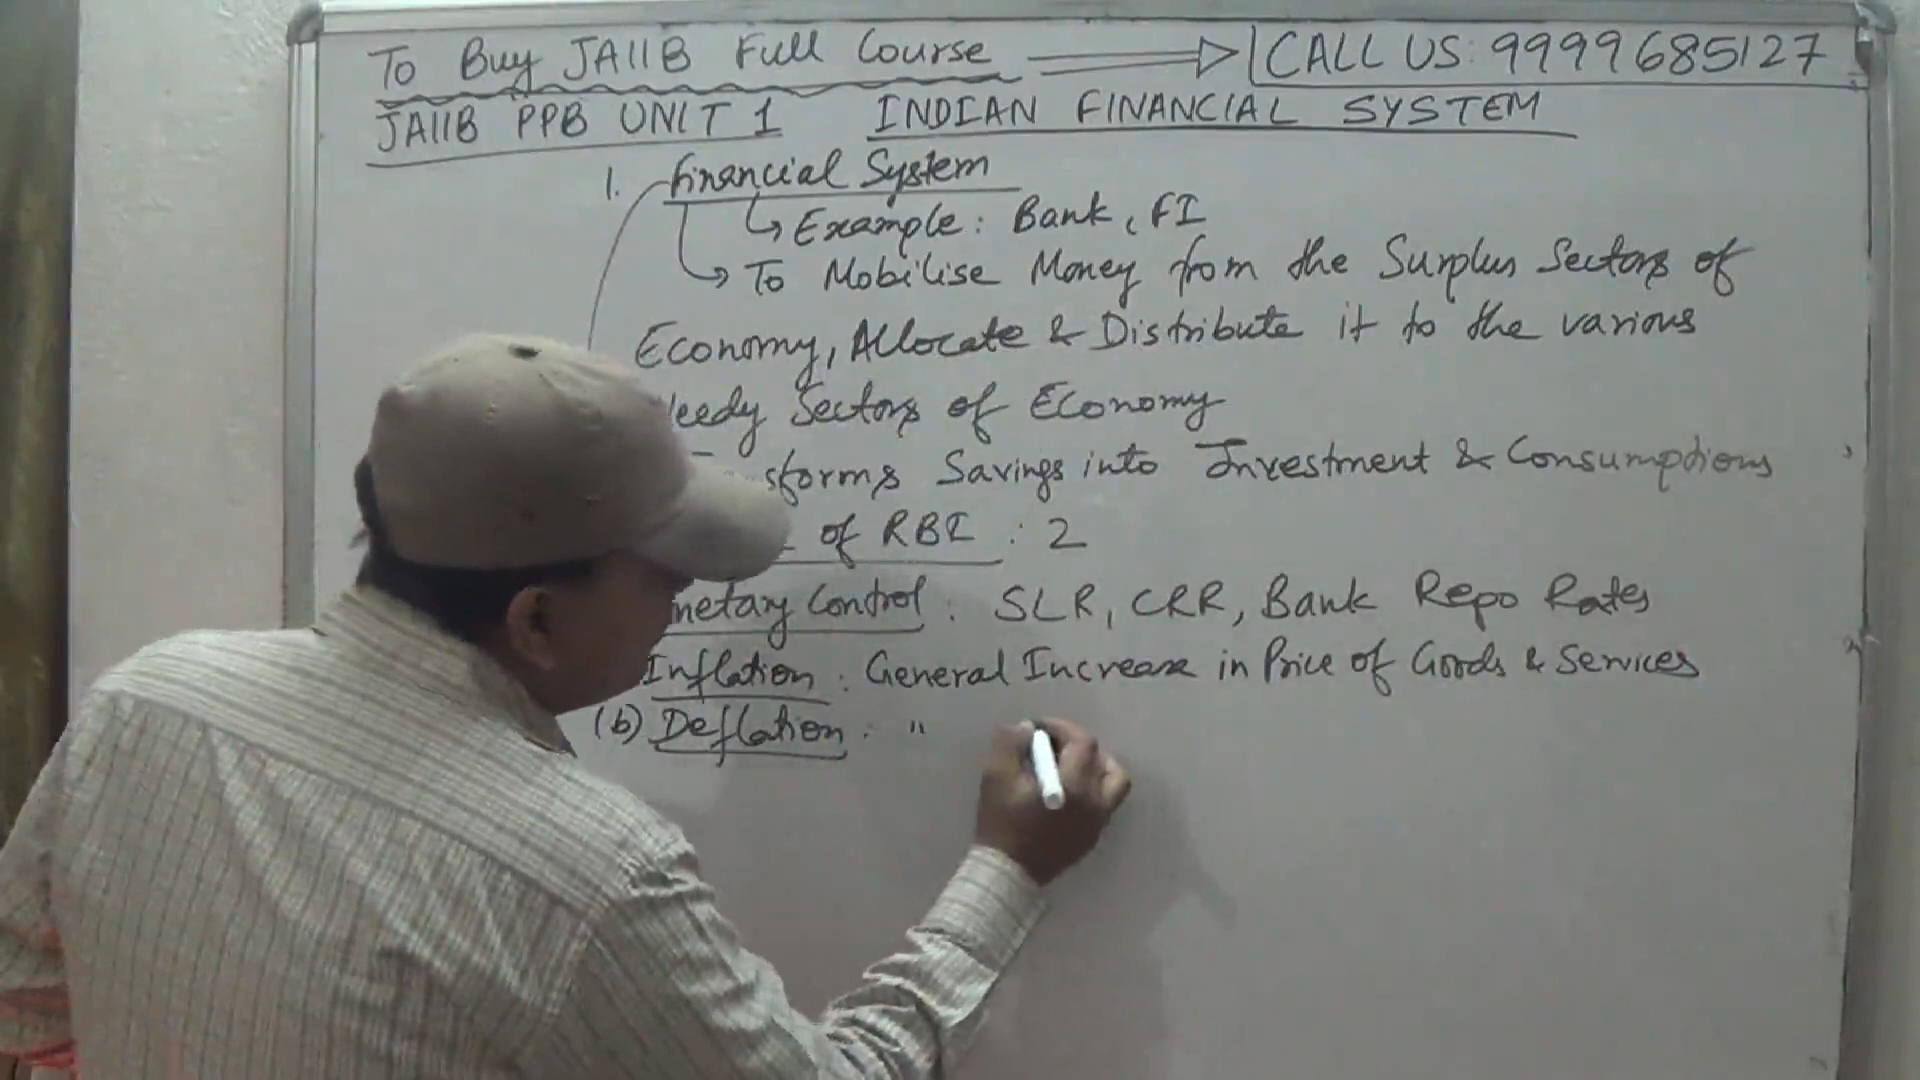 To Buy JAIIB Full Course CALL US: 9999685127
JAIIB PPB UNIT 1 INDIAN FINANCIAL SYSTEM
1. Financial System
Example: Bank, FI
To Mobilise Money from the Surplus Sectors of
Economy, Allocate & Distribute it to the various
Needy Sectors of Economy
sforms Savings into Investment & Consumptions
of RBI : 2
netary Control : SLR, CRR, Bank Repo Rates
Inflation : General Increase in Price of Goods & Services
(b) Deflation : "